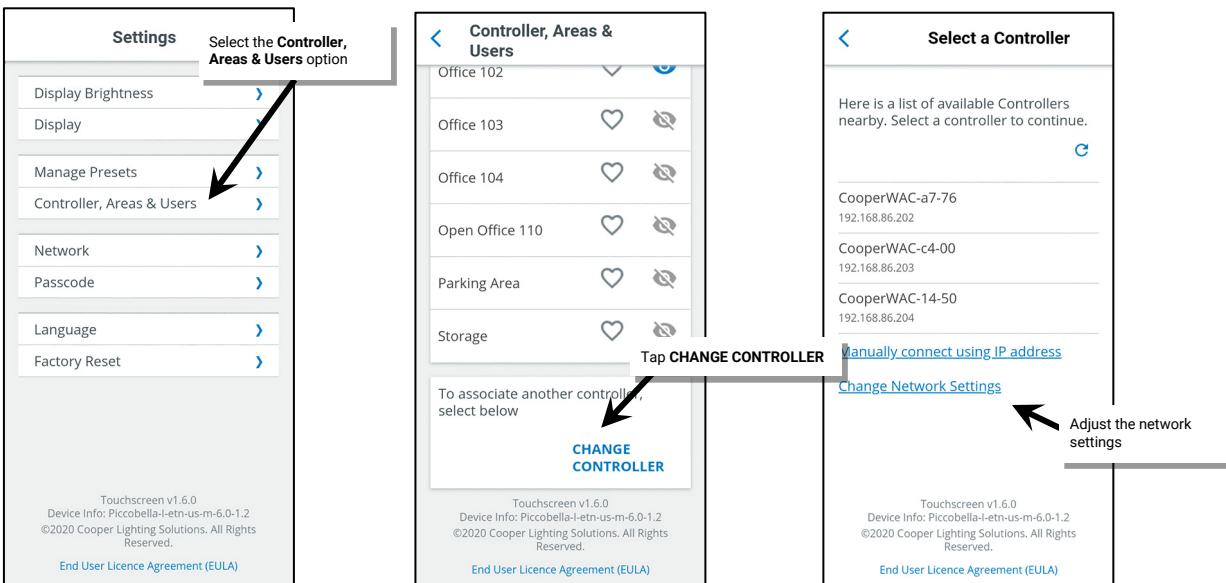 Settings
Select the Controller,
Areas & Users option
Display Brightness
Display
Manage Presets
Controller, Areas & Users
Network
Passcode
Language
Factory Reset
Touchscreen v1.6.0
Device Info: Piccobella-l-etn-us-m-6.0-1.2
©2020 Cooper Lighting Solutions. All Rights
Reserved.
End User Licence Agreement (EULA)
Controller, Areas &
Users
Office 102
Office 103
Office 104
Open Office 110
Parking Area
Storage
Tap CHANGE CONTROLLER
To associate another controller,
select below
CHANGE
CONTROLLER
Touchscreen v1.6.0
Device Info: Piccobella-l-etn-us-m-6.0-1.2
©2020 Cooper Lighting Solutions. All Rights
Reserved.
End User Licence Agreement (EULA)
Select a Controller
Here is a list of available Controllers
nearby. Select a controller to continue.
CooperWAC-a7-76
192.168.86.202
CooperWAC-c4-00
192.168.86.203
CooperWAC-14-50
192.168.86.204
Manually connect using IP address
Change Network Settings
Adjust the network
settings
Touchscreen v1.6.0
Device Info: Piccobella-l-etn-us-m-6.0-1.2
©2020 Cooper Lighting Solutions. All Rights
Reserved.
End User Licence Agreement (EULA)